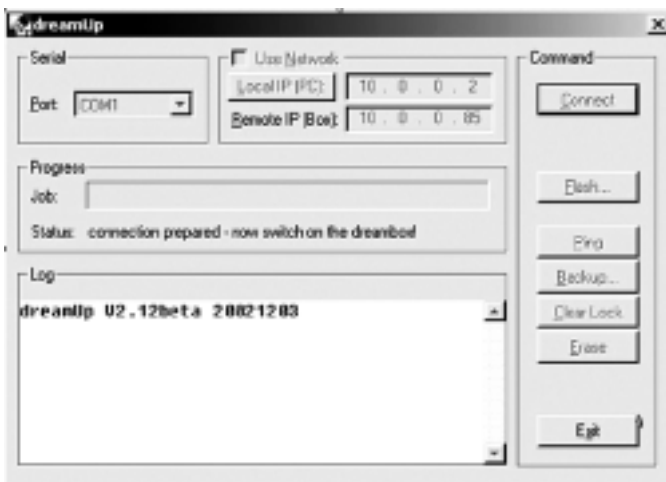 dreamUp
Serial
Port: COM1
Use Network
Local IP (PC): 10 . 0 . 0 . 2
Remote IP (Box): 10 . 0 . 0 . 85
Progress
Job:
Status: connection prepared - now switch on the dreambox!
Log
dreamUp V2.12beta 20021203
Command
Connect
Flash...
Ping
Backup...
Clear Lock
Erase
Exit